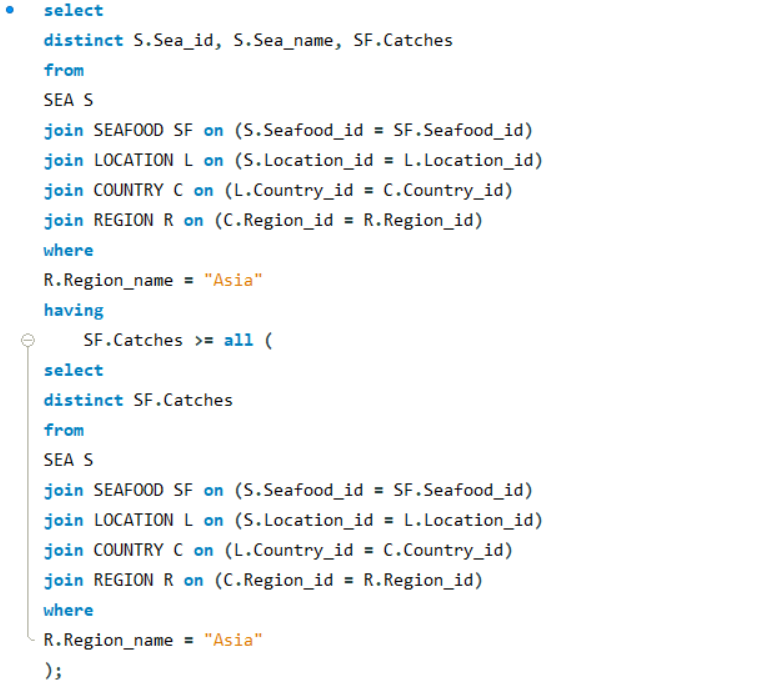 select
distinct S.Sea_id, S.Sea_name, SF.Catches
from
SEA S
join SEAFOOD SF on (S.Seafood_id = SF.Seafood_id)
join LOCATION L on (S.Location_id = L.Location_id)
join COUNTRY C on (L.Country_id = C.Country_id)
join REGION R on (C.Region_id = R.Region_id)
where
R.Region_name = "Asia"
having
    SF.Catches >= all (
select
distinct SF.Catches
from
SEA S
join SEAFOOD SF on (S.Seafood_id = SF.Seafood_id)
join LOCATION L on (S.Location_id = L.Location_id)
join COUNTRY C on (L.Country_id = C.Country_id)
join REGION R on (C.Region_id = R.Region_id)
where
R.Region_name = "Asia"
);